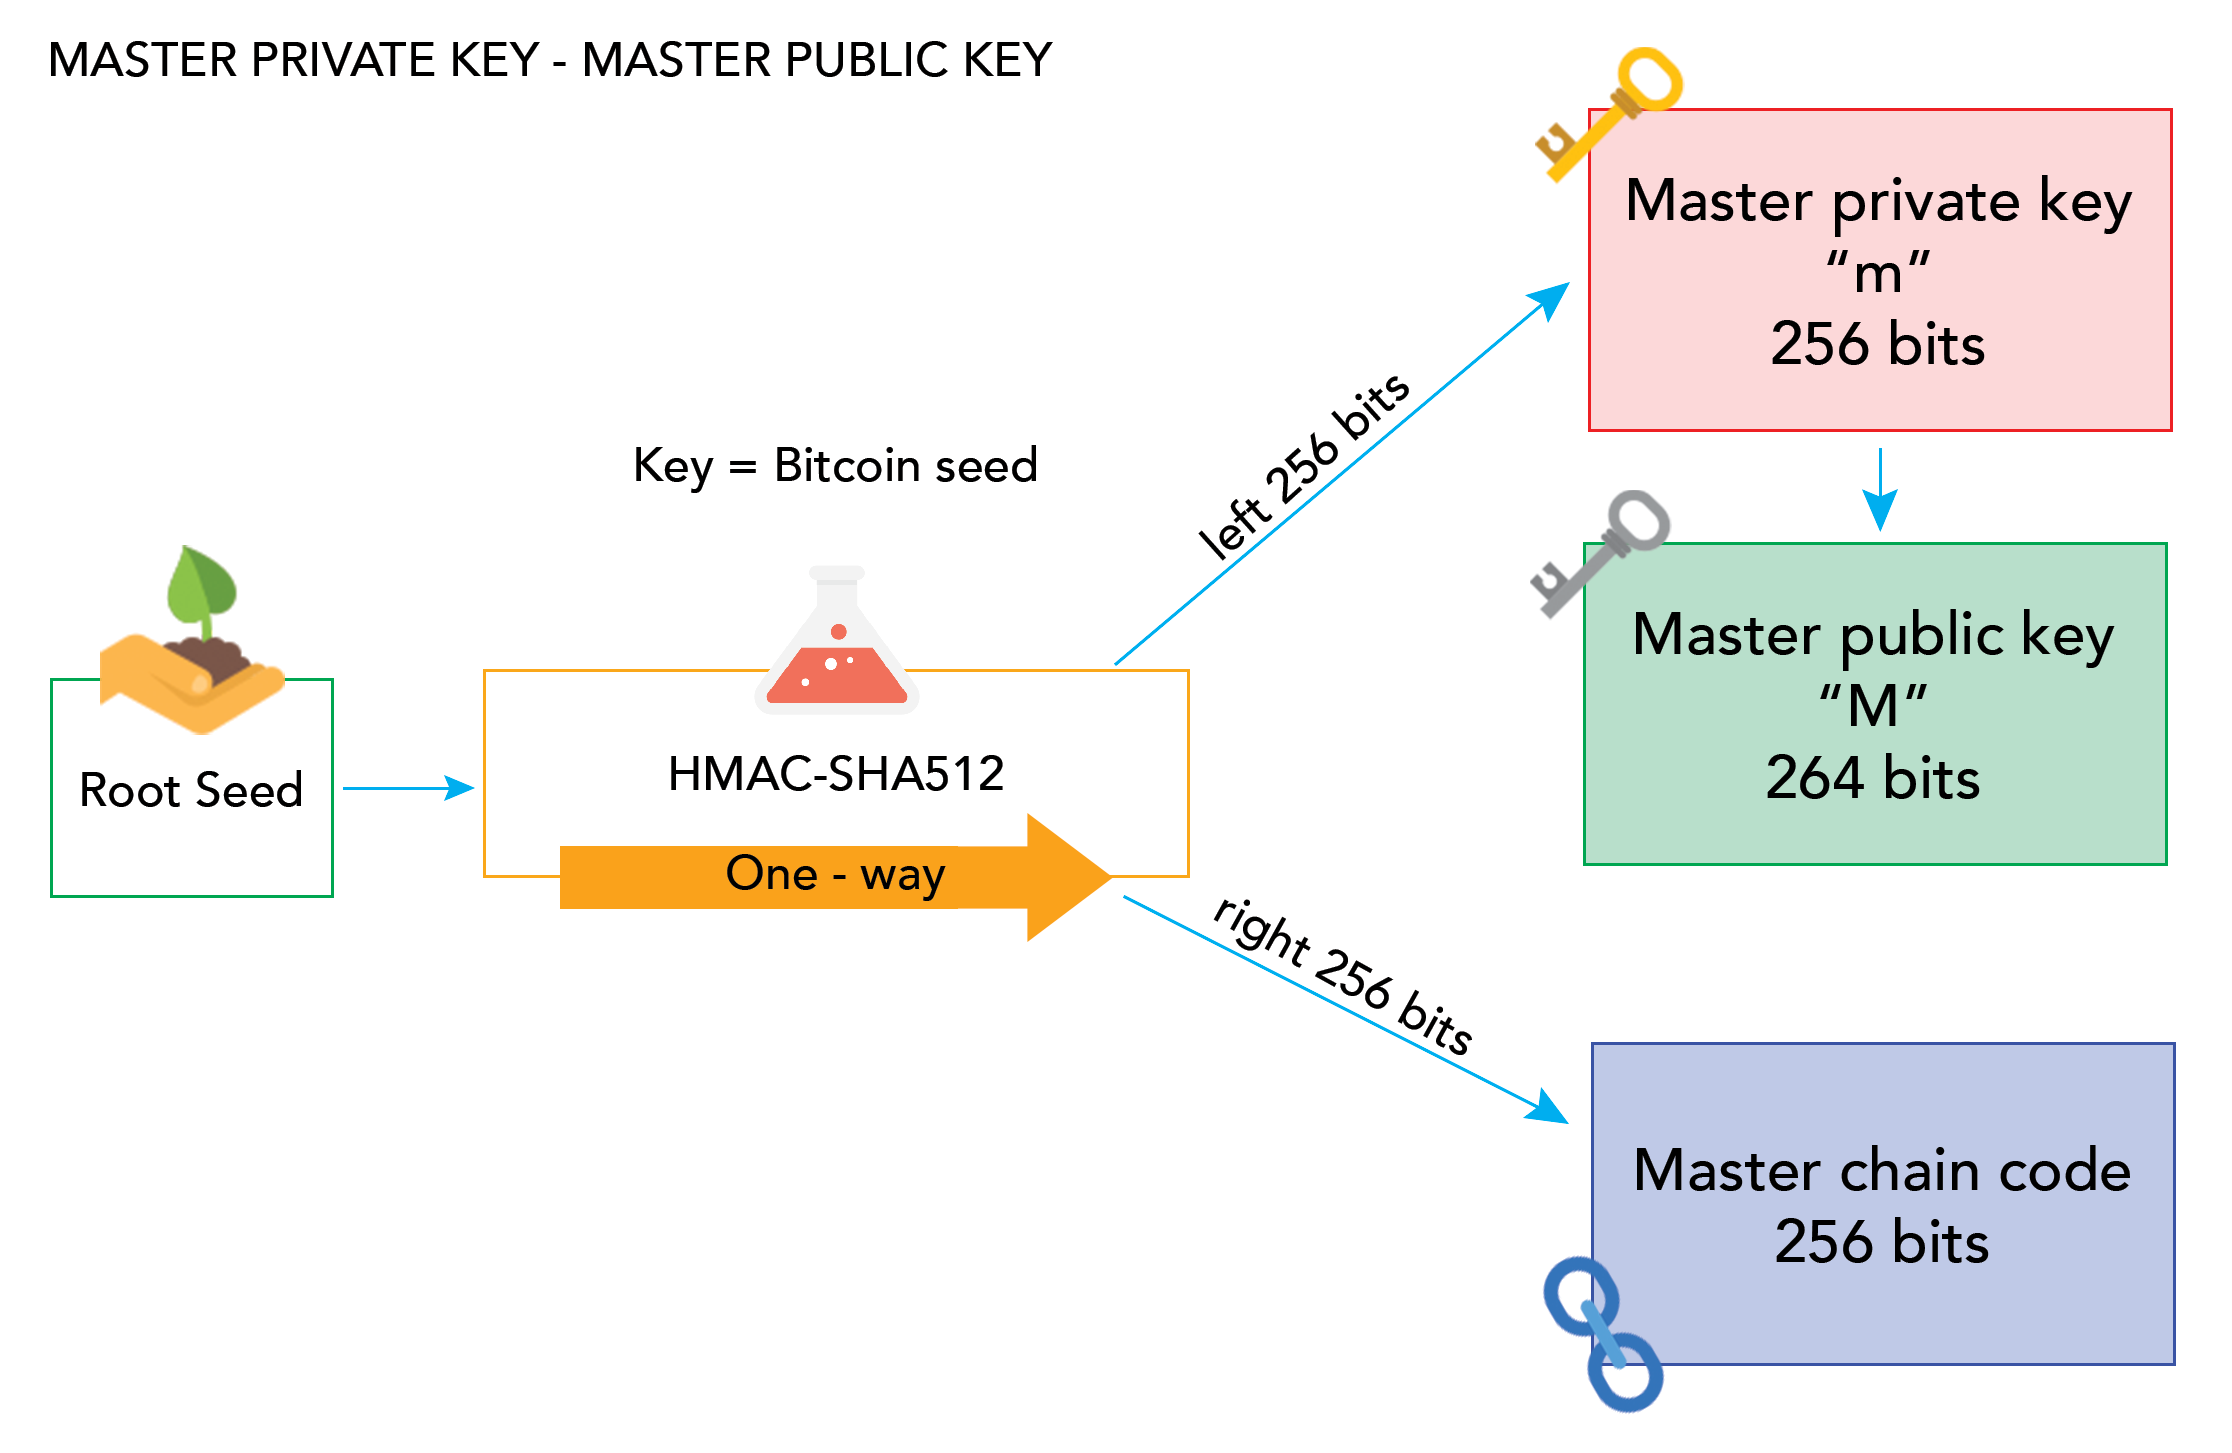 MASTER PRIVATE KEY - MASTER PUBLIC KEY
Master private key
“m”
256 bits
left 256 bits
Key = Bitcoin seed
Master public key
“M”
264 bits
Root Seed
HMAC-SHA512
One - way
right 256 bits
Master chain code
256 bits